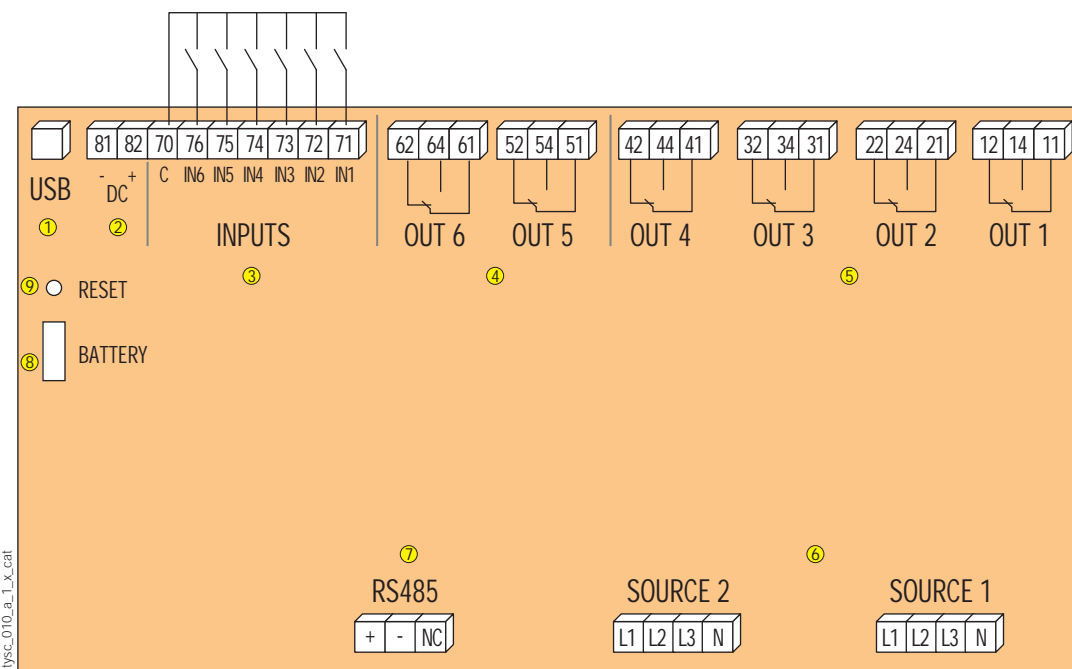 81 82 70 76 75 74 73 72 71 62 64 61 52 54 51 42 44 41 32 34 31 22 24 21 12 14 11
- + C IN6 IN5 IN4 IN3 IN2 IN1
USB DC
1 2 INPUTS OUT 6 OUT 5 OUT 4 OUT 3 OUT 2 OUT 1
3 4 5
9 RESET
8 BATTERY
7 6
RS485 SOURCE 2 SOURCE 1
+ - NC L1 L2 L3 N L1 L2 L3 N
tysc_010_a_1_x_cat